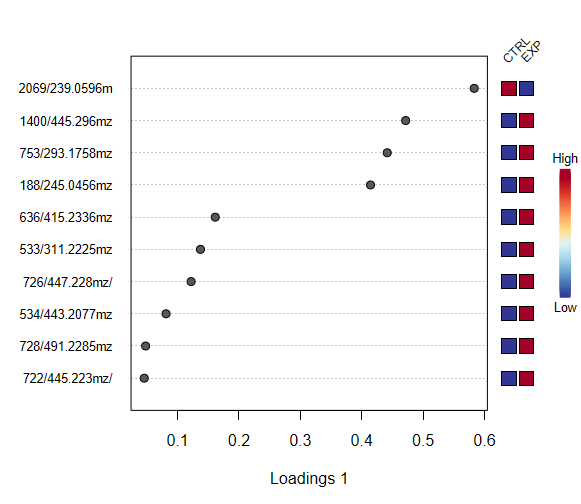 CTRL
EXP
2069/239.0596m
1400/445.296mz
753/293.1758mz
188/245.0456mz
636/415.2336mz
533/311.2225mz
726/447.228mz/
534/443.2077mz
728/491.2285mz
722/445.223mz/
High
Low
0.1 0.2 0.3 0.4 0.5 0.6
Loadings 1